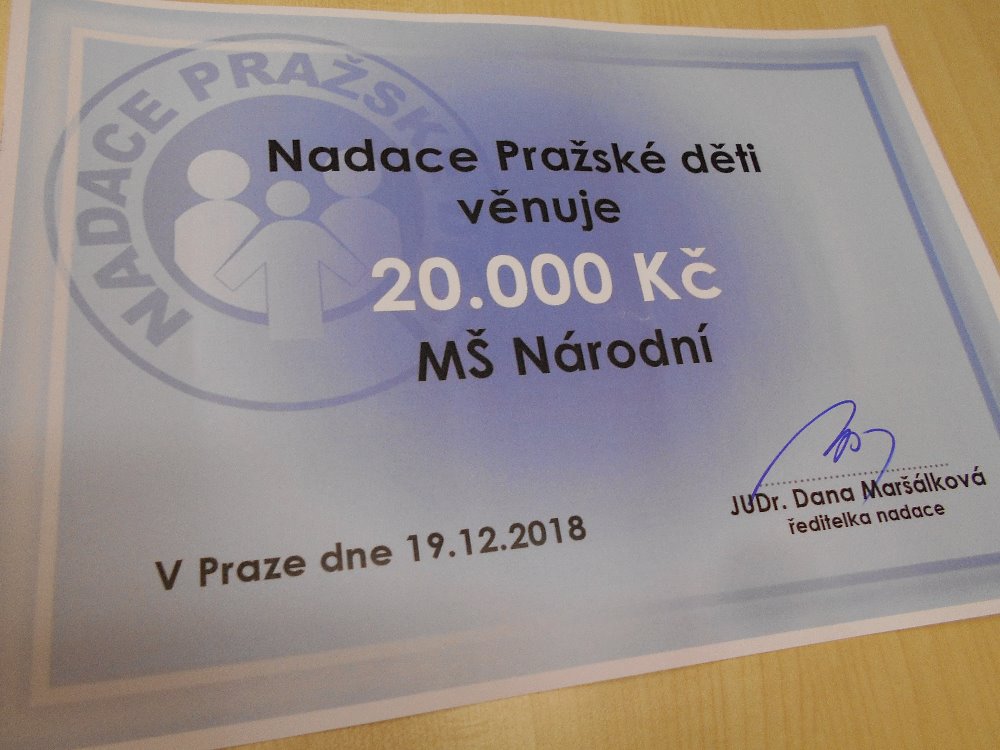 NADACE PRAŽSK
Nadace Pražské děti
věnuje
20.000 Kč
MŠ Národní
JUDr. Dana Maršálková
ředitelka nadace
V Praze dne 19.12.2018